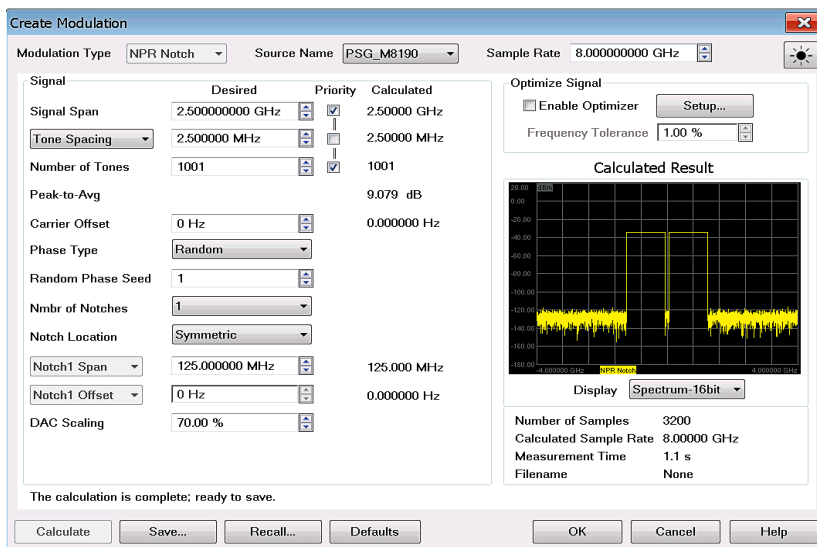 Create Modulation
Modulation Type NPR Notch Source Name PSG_M8190 Sample Rate 8.000000000 GHz
Signal
Desired Priority Calculated
Signal Span 2.500000000 GHz 2.50000 GHz
Tone Spacing 2.500000 MHz 2.50000 MHz
Number of Tones 1001 1001
Peak-to-Avg 9.079 dB
Carrier Offset 0 Hz 0.000000 Hz
Phase Type Random
Random Phase Seed 1
Nmbr of Notches 1
Notch Location Symmetric
Notch1 Span 125.000000 MHz 125.000 MHz
Notch1 Offset 0 Hz 0.000000 Hz
DAC Scaling 70.00 %
The calculation is complete; ready to save.
Optimize Signal
Enable Optimizer Setup...
Frequency Tolerance 1.00 %
Calculated Result
20.00 dBm
0.00
-20.00
-40.00
-60.00
-80.00
-100.00
-120.00
-140.00
-160.00
-180.00
-4.000000 GHz NPR Notch 4.000000 GHz
Display Spectrum-16bit
Number of Samples 3200
Calculated Sample Rate 8.00000 GHz
Measurement Time 1.1 s
Filename None
Calculate Save... Recall... Defaults OK Cancel Help